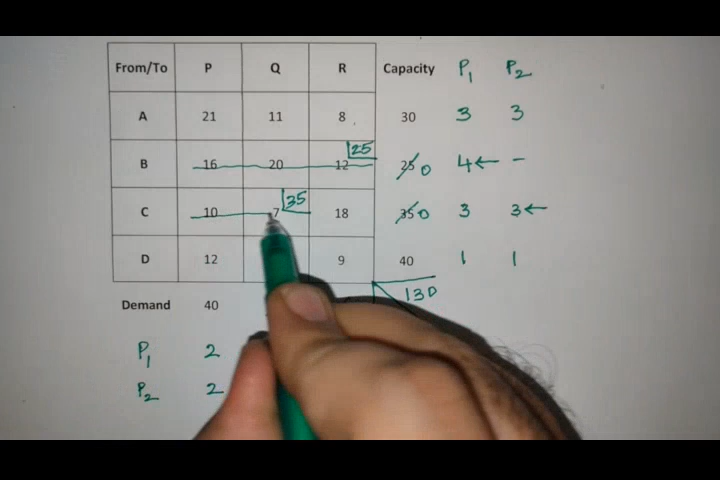 From/To P Q R Capacity P1 P2
A 21 11 8 30 3 3
25
B 16 20 12 25 0 4 ← -
35
C 10 7 18 35 0 3 3 ←
D 12 9 40 1 1
130
Demand 40
P1 2
P2 2